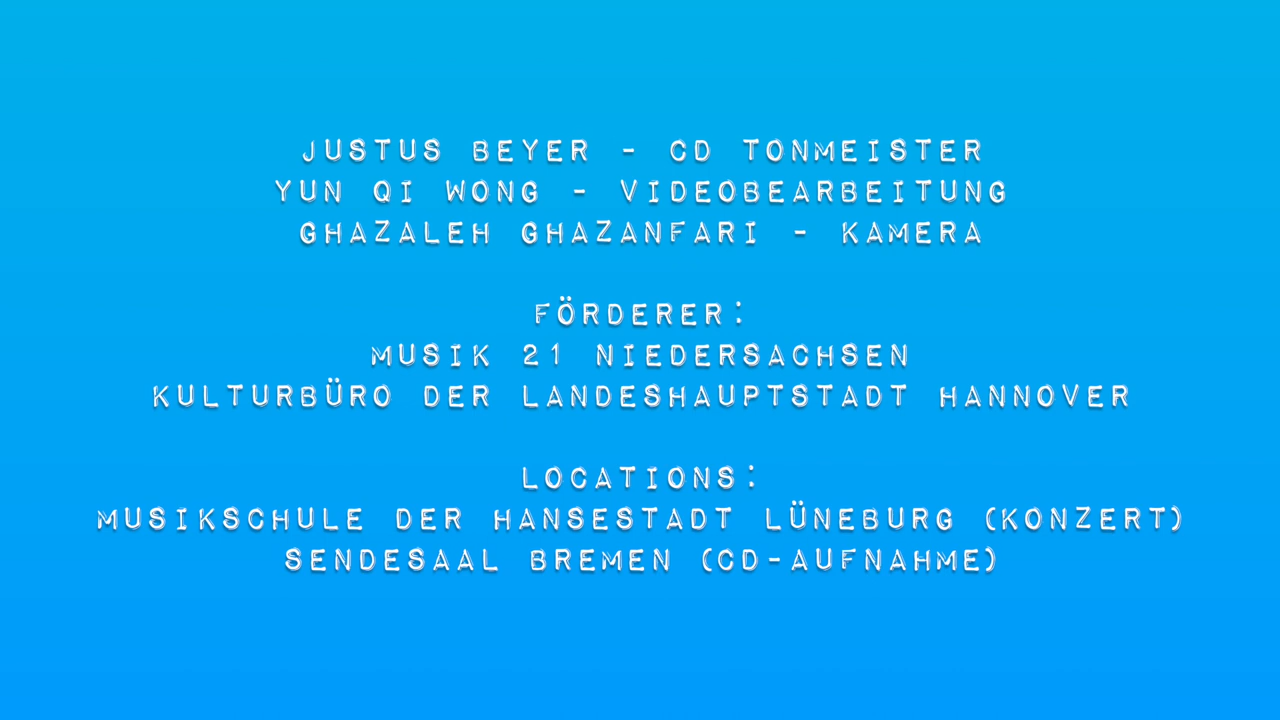 JUSTUS BEYER - CD TONMEISTER
YUN QI WONG - VIDEOBEARBEITUNG
GHAZALEH GHAZANFARI - KAMERA
FÖRDERER:
MUSIK 21 NIEDERSACHSEN
KULTURBÜRO DER LANDESHAUPTSTADT HANNOVER
LOCATIONS:
MUSIKSCHULE DER HANSESTADT LÜNEBURG (KONZERT)
SENDESAAL BREMEN (CD-AUFNAHME)